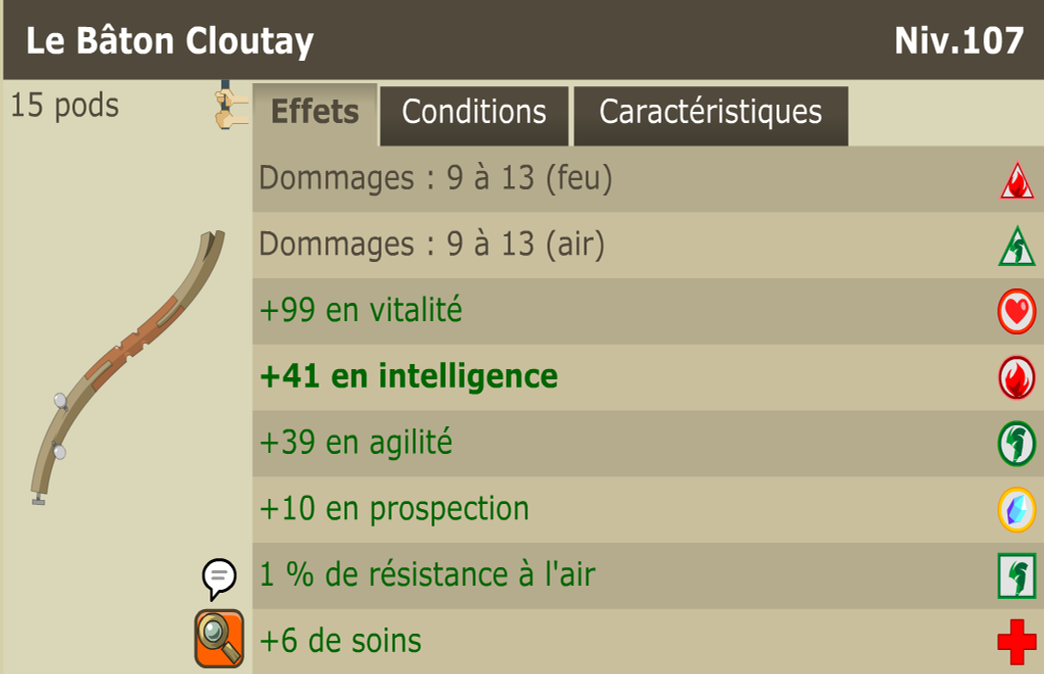 Le Bâton Cloutay
Niv.107
15 pods
Effets
Conditions
Caractéristiques
Dommages : 9 à 13 (feu)
Dommages : 9 à 13 (air)
+99 en vitalité
+41 en intelligence
+39 en agilité
+10 en prospection
1 % de résistance à l'air
+6 de soins